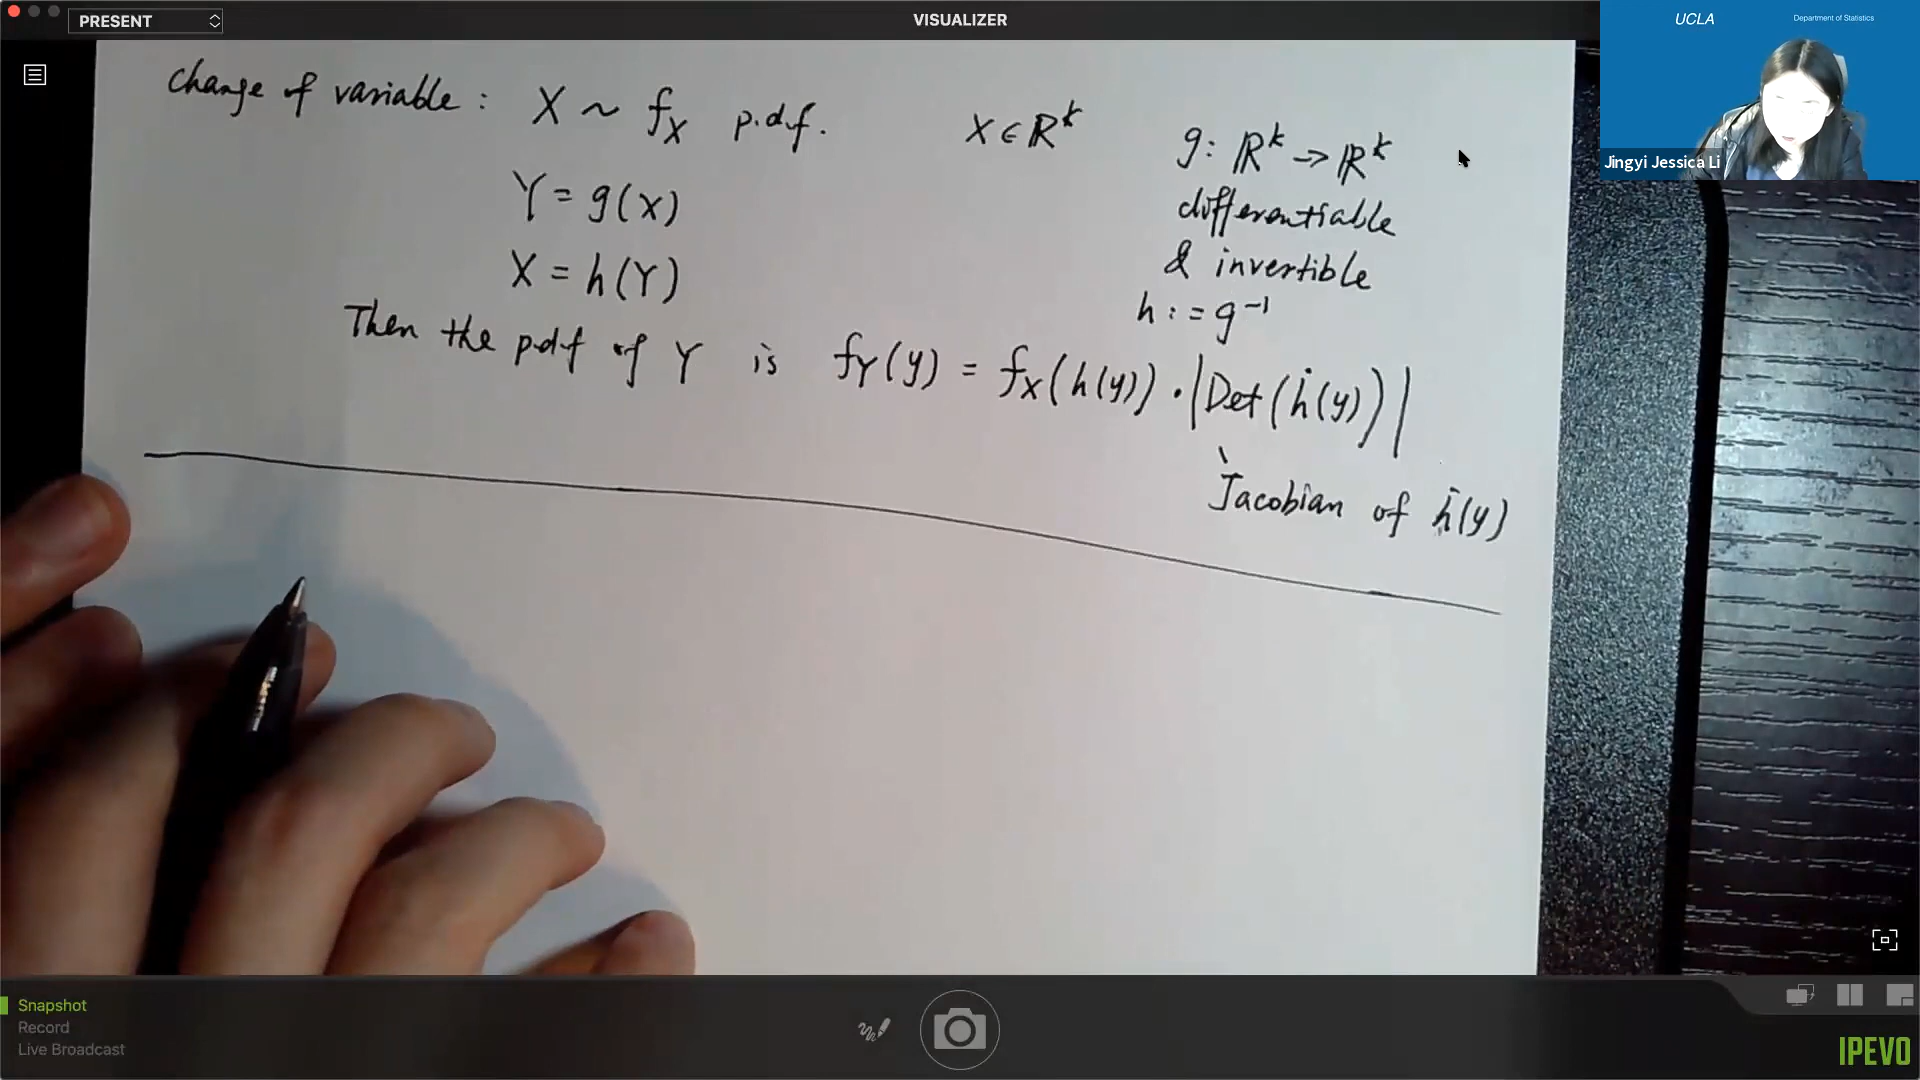 PRESENT
VISUALIZER
UCLA
Department of Statistics
Jingyi Jessica Li
Change of variable : X ~ f_X p.d.f. X ∈ ℝ^k g: ℝ^k → ℝ^k
Y = g(X) differentiable
X = h(Y) & invertible
h := g^{-1}
Then the pdf of Y is f_Y(y) = f_X(h(y)) · |Det(ḣ(y))|
Jacobian of ḣ(y)
Snapshot
Record
Live Broadcast
IPEVO